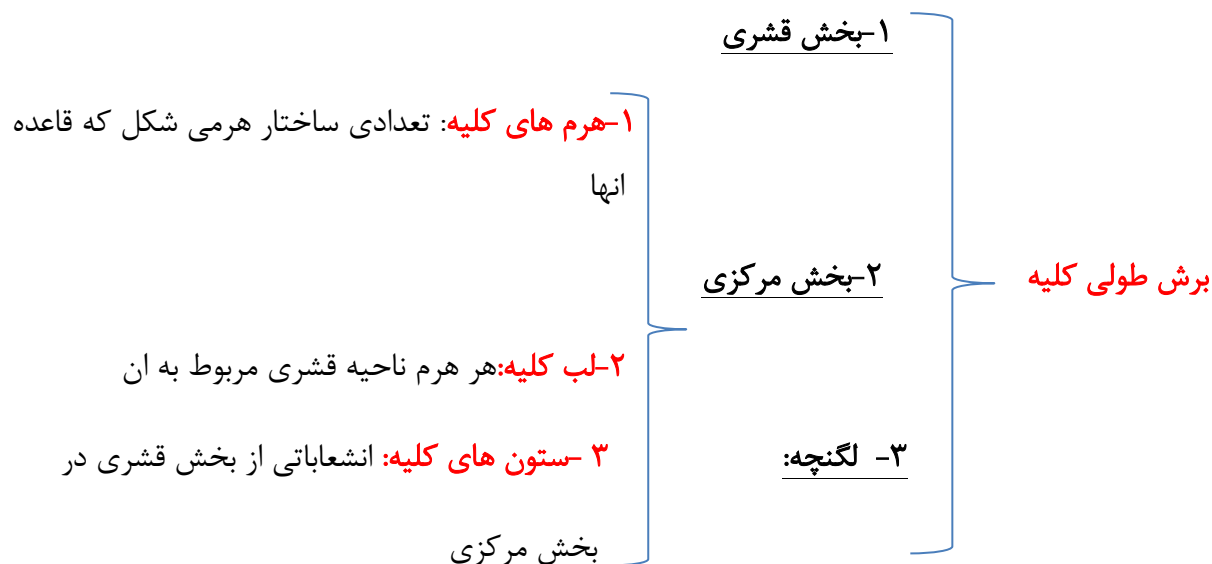 برش طولی کلیه
۱-بخش قشری
۲-بخش مرکزی
۱-هرم های کلیه: تعدادی ساختار هرمی شکل که قاعده
انها
۲-لب کلیه:هر هرم ناحیه قشری مربوط به ان
۳ -ستون های کلیه: انشعاباتی از بخش قشری در
بخش مرکزی
۳- لگنچه: